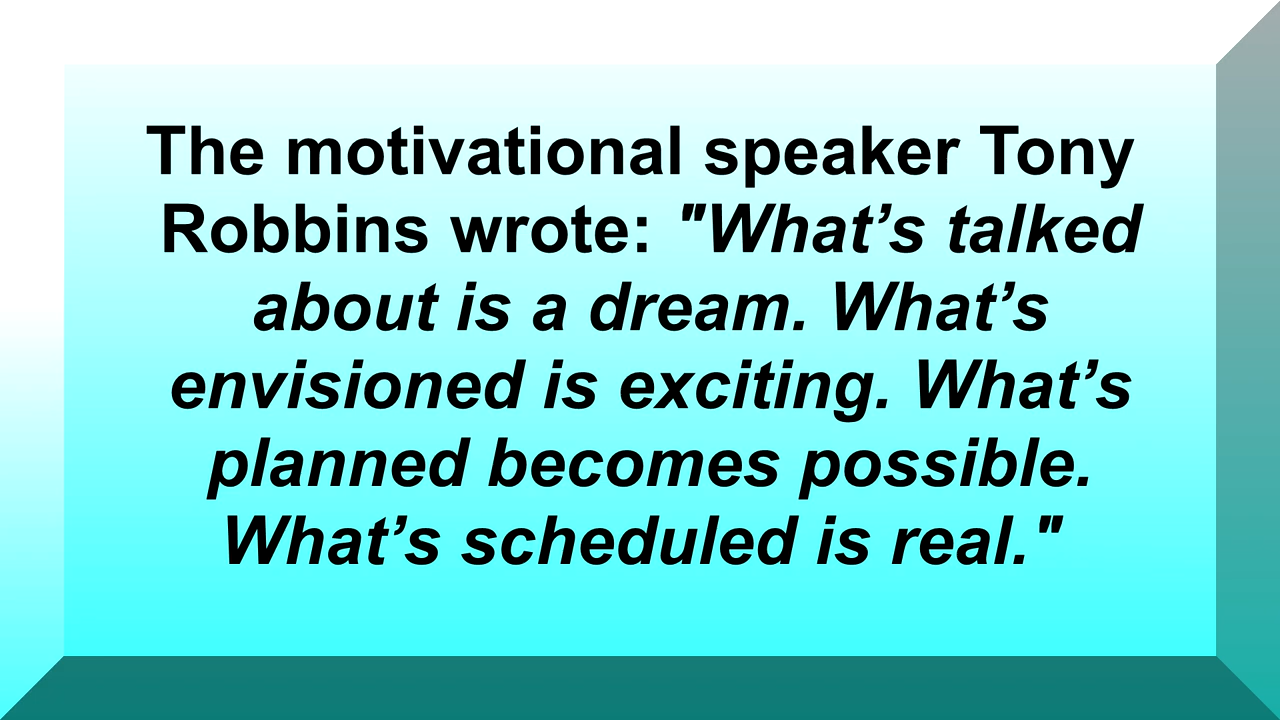 The motivational speaker Tony
Robbins wrote: "What’s talked
about is a dream. What’s
envisioned is exciting. What’s
planned becomes possible.
What’s scheduled is real."